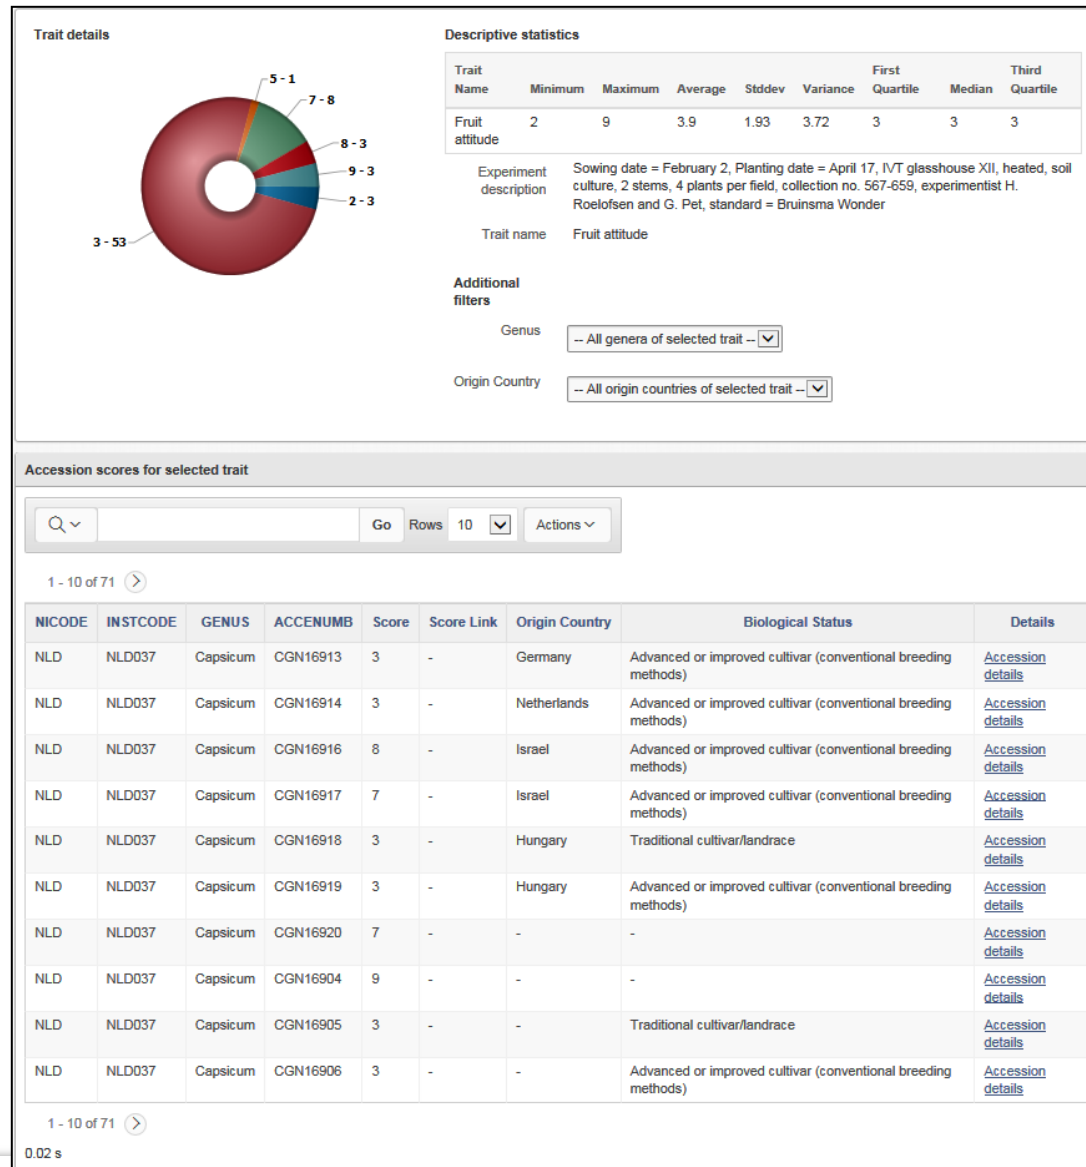 Trait details
5 - 1
7 - 8
8 - 3
9 - 3
2 - 3
3 - 53
Descriptive statistics
Trait Name Minimum Maximum Average Stddev Variance First Quartile Median Third Quartile
Fruit attitude 2 9 3.9 1.93 3.72 3 3 3
Experiment description
Sowing date = February 2, Planting date = April 17, IVT glasshouse XII, heated, soil
culture, 2 stems, 4 plants per field, collection no. 567-659, experimentist H.
Roelofsen and G. Pet, standard = Bruinsma Wonder
Trait name Fruit attitude
Additional
filters
Genus -- All genera of selected trait --
Origin Country -- All origin countries of selected trait --
Accession scores for selected trait
Go Rows 10 Actions
1 - 10 of 71
NICODE INSTCODE GENUS ACCENUMB Score Score Link Origin Country Biological Status Details
NLD NLD037 Capsicum CGN16913 3 - Germany Advanced or improved cultivar (conventional breeding methods) Accession details
NLD NLD037 Capsicum CGN16914 3 - Netherlands Advanced or improved cultivar (conventional breeding methods) Accession details
NLD NLD037 Capsicum CGN16916 8 - Israel Advanced or improved cultivar (conventional breeding methods) Accession details
NLD NLD037 Capsicum CGN16917 7 - Israel Advanced or improved cultivar (conventional breeding methods) Accession details
NLD NLD037 Capsicum CGN16918 3 - Hungary Traditional cultivar/landrace Accession details
NLD NLD037 Capsicum CGN16919 3 - Hungary Advanced or improved cultivar (conventional breeding methods) Accession details
NLD NLD037 Capsicum CGN16920 7 - - - Accession details
NLD NLD037 Capsicum CGN16904 9 - - - Accession details
NLD NLD037 Capsicum CGN16905 3 - - Traditional cultivar/landrace Accession details
NLD NLD037 Capsicum CGN16906 3 - - Advanced or improved cultivar (conventional breeding methods) Accession details
1 - 10 of 71
0.02 s